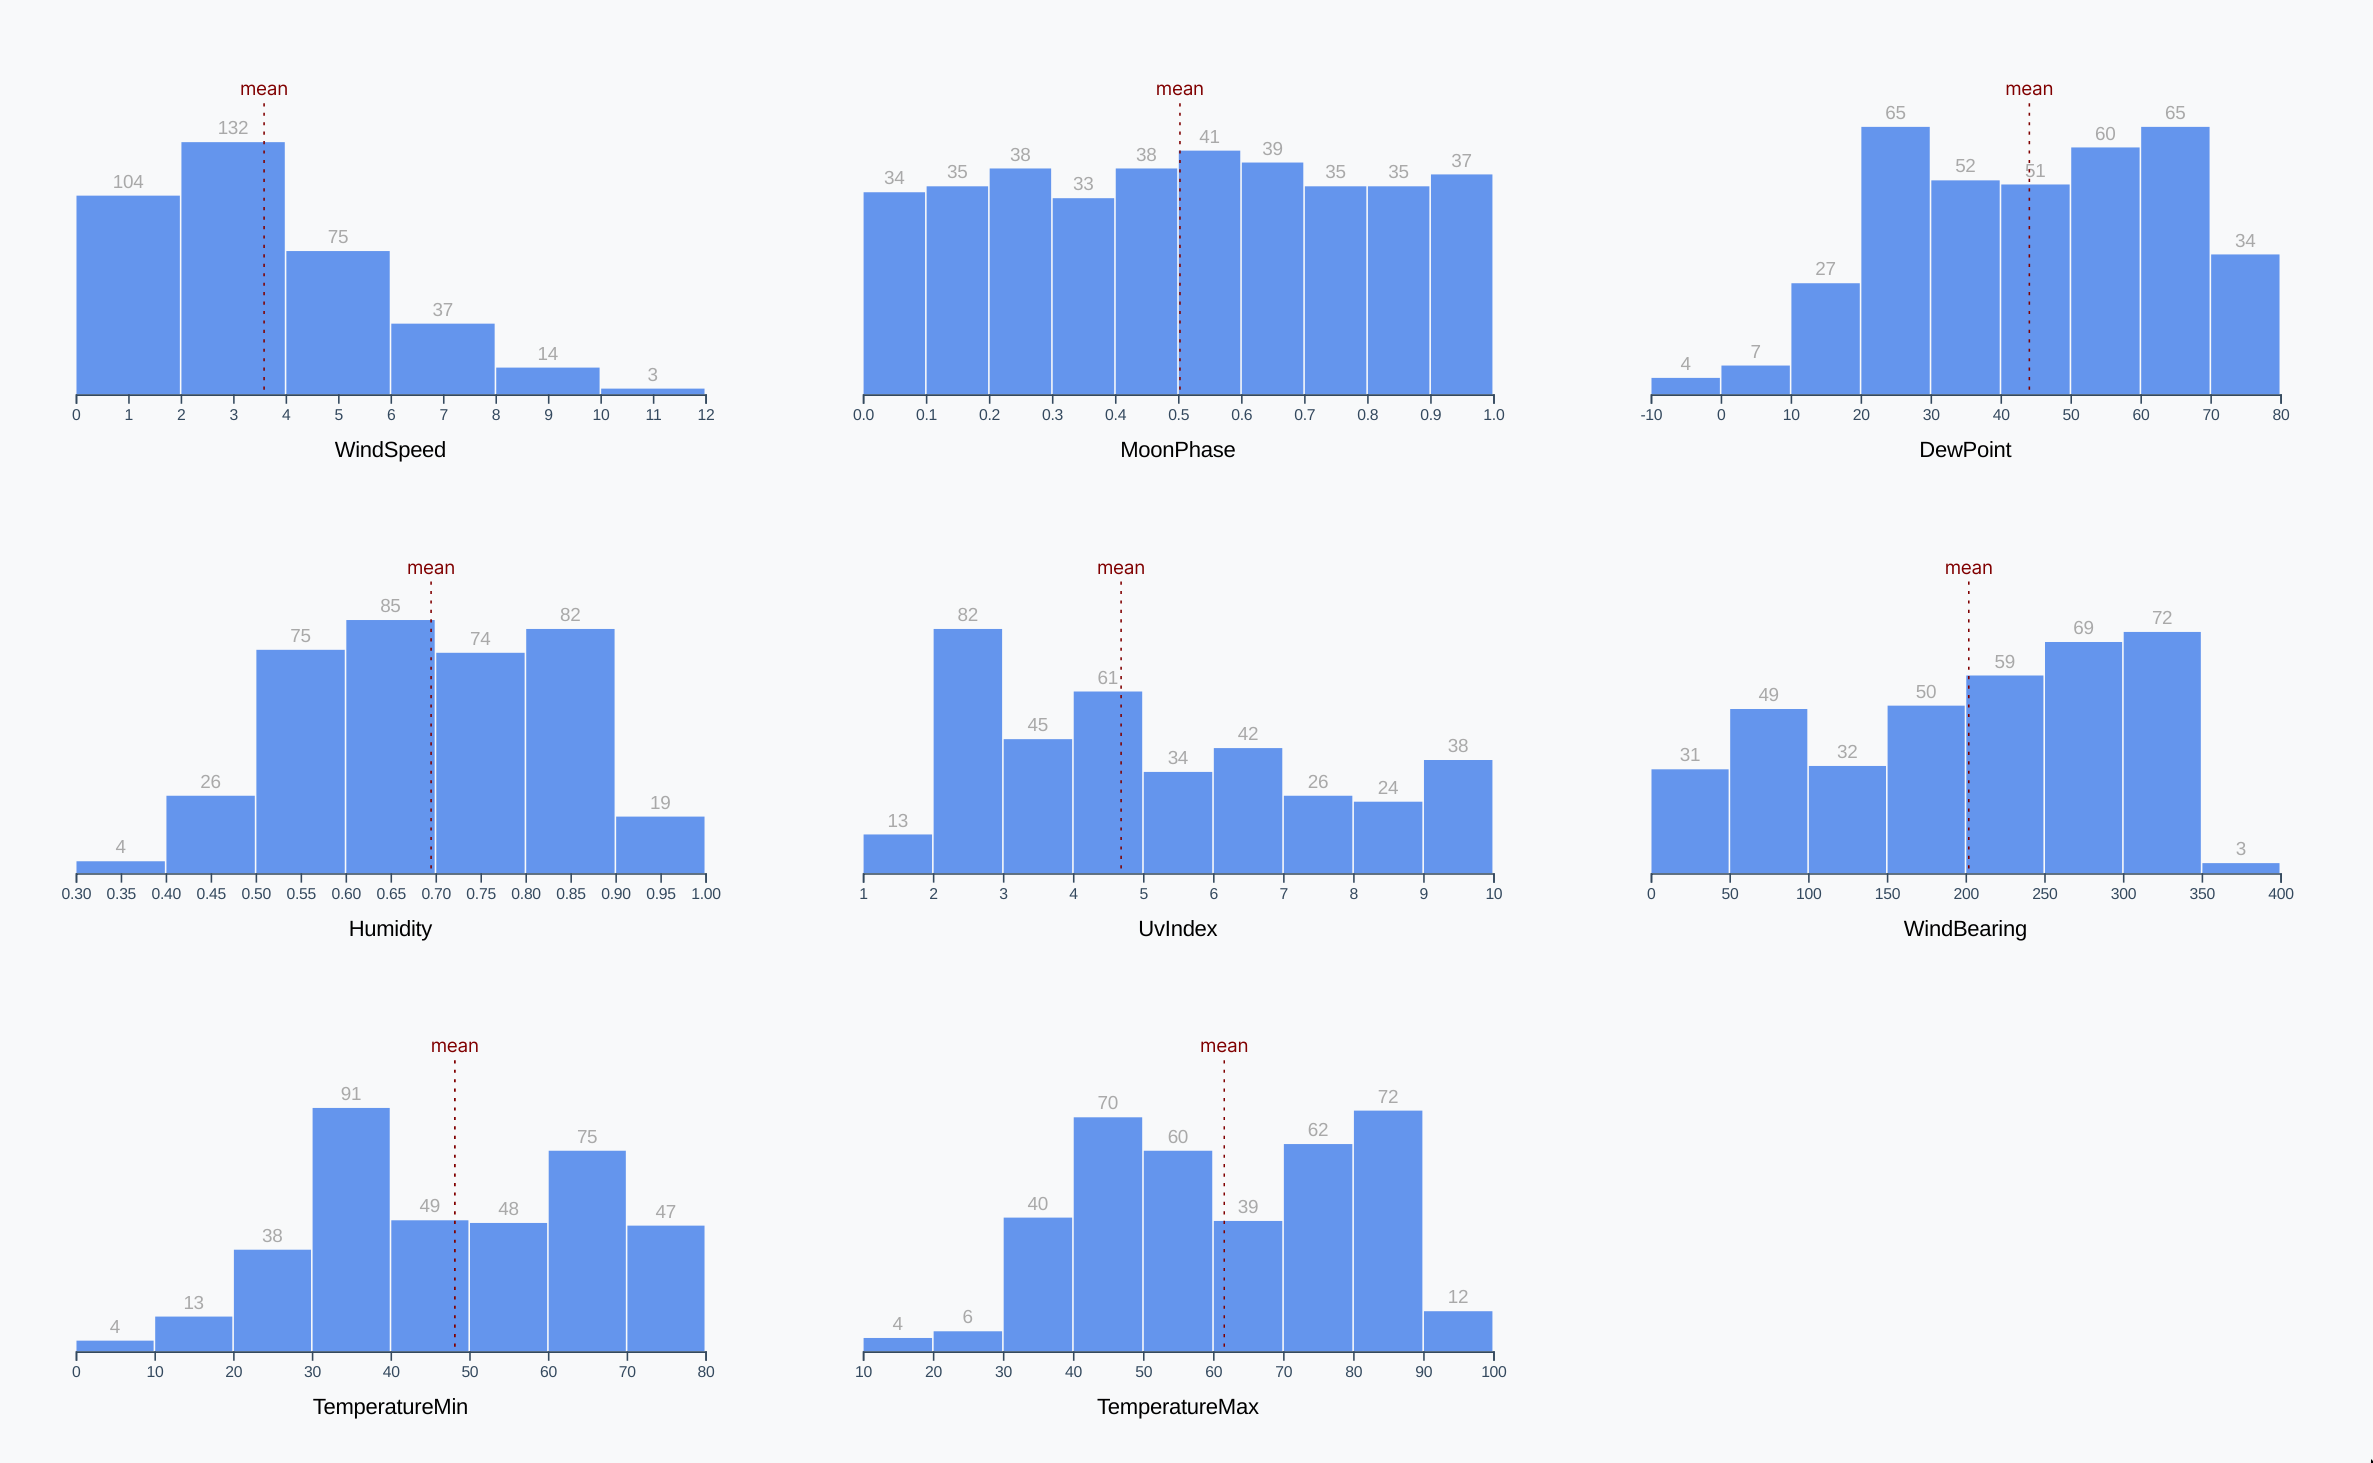 mean
132
104
75
37
14
3
0 1 2 3 4 5 6 7 8 9 10 11 12
WindSpeed
mean
34 35 38 33 38 41 39 35 35 37
0.0 0.1 0.2 0.3 0.4 0.5 0.6 0.7 0.8 0.9 1.0
MoonPhase
mean
4 7 27 65 52 51 60 65 34
-10 0 10 20 30 40 50 60 70 80
DewPoint
mean
4 26 75 85 74 82 19
0.30 0.35 0.40 0.45 0.50 0.55 0.60 0.65 0.70 0.75 0.80 0.85 0.90 0.95 1.00
Humidity
mean
13 82 45 61 34 42 26 24 38
1 2 3 4 5 6 7 8 9 10
UvIndex
mean
31 49 32 50 59 69 72 3
0 50 100 150 200 250 300 350 400
WindBearing
mean
4 13 38 91 49 48 75 47
0 10 20 30 40 50 60 70 80
TemperatureMin
mean
4 6 40 70 60 39 62 72 12
10 20 30 40 50 60 70 80 90 100
TemperatureMax